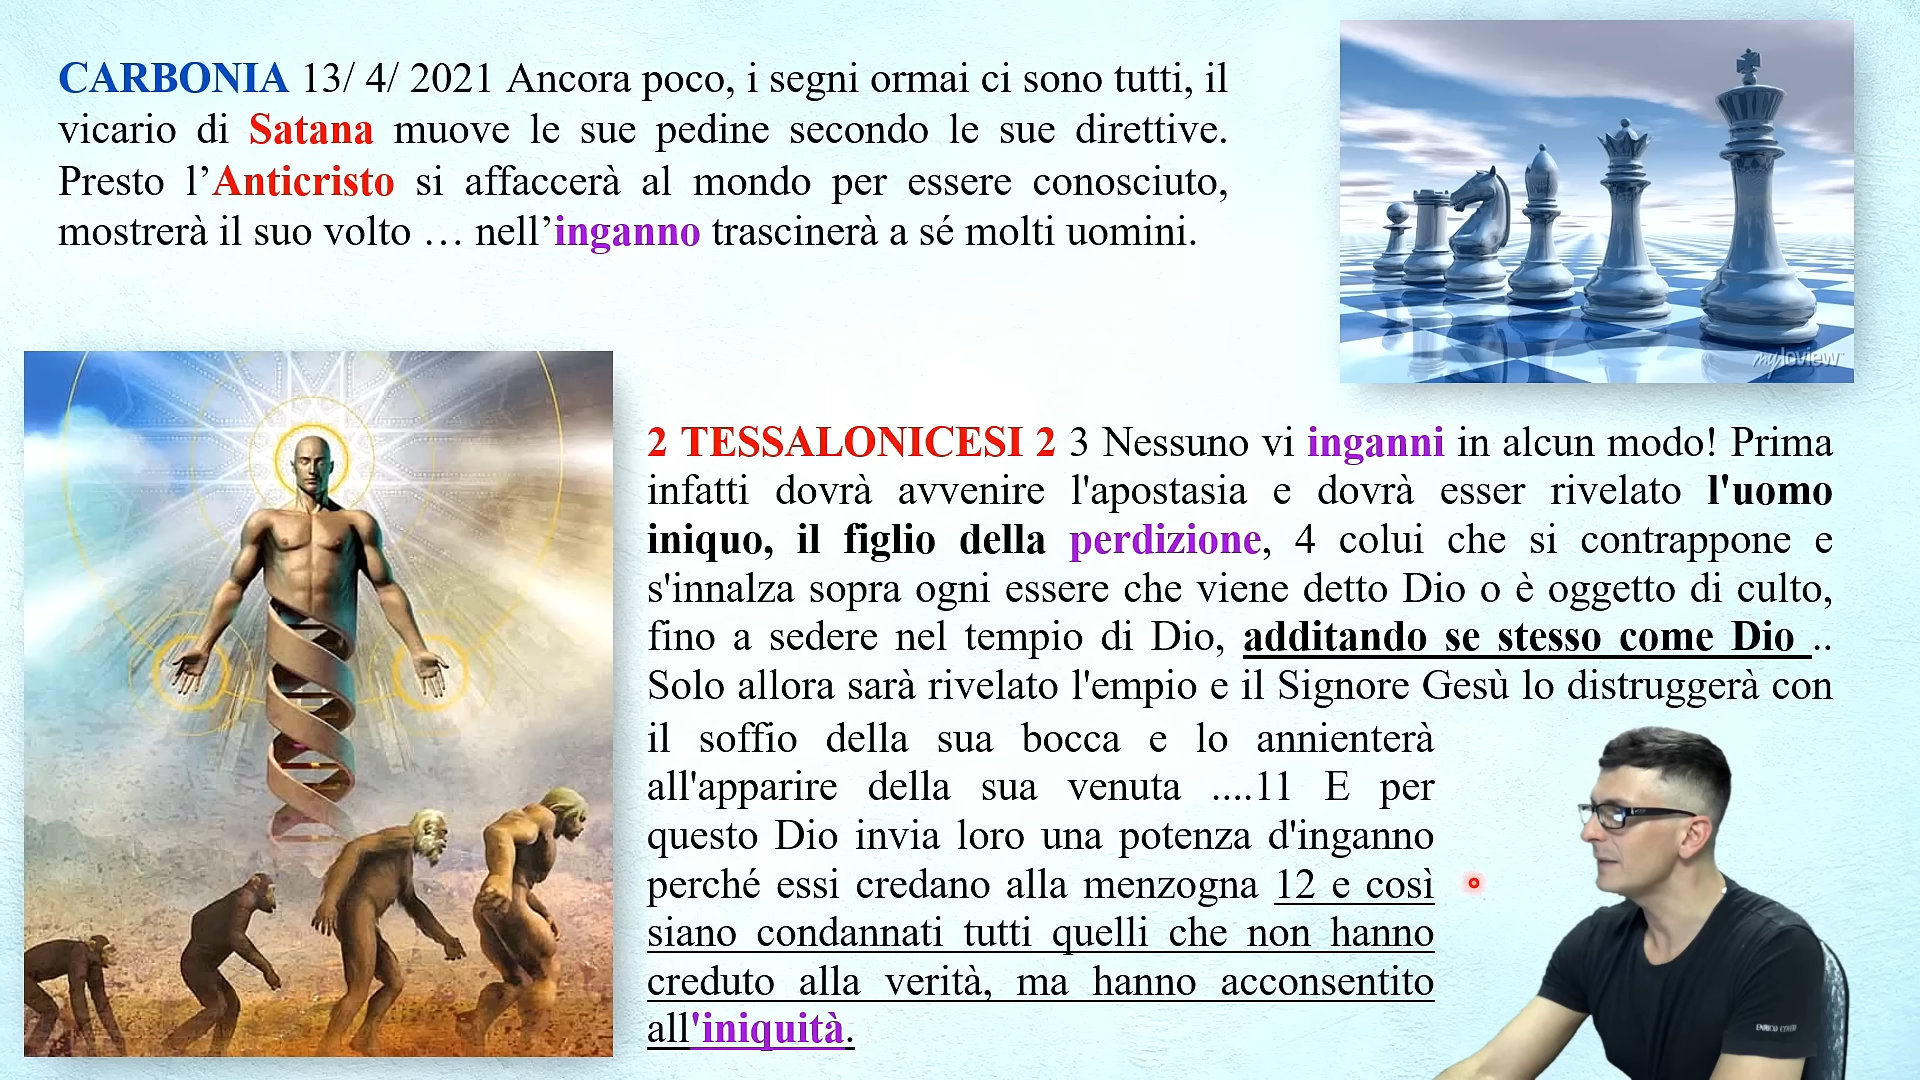 CARBONIA 13/ 4/ 2021 Ancora poco, i segni ormai ci sono tutti, il
vicario di Satana muove le sue pedine secondo le sue direttive.
Presto l’Anticristo si affaccerà al mondo per essere conosciuto,
mostrerà il suo volto … nell’inganno trascinerà a sé molti uomini.
myloview
2 TESSALONICESI 2 3 Nessuno vi inganni in alcun modo! Prima
infatti dovrà avvenire l'apostasia e dovrà esser rivelato l'uomo
iniquo, il figlio della perdizione, 4 colui che si contrappone e
s'innalza sopra ogni essere che viene detto Dio o è oggetto di culto,
fino a sedere nel tempio di Dio, additando se stesso come Dio ..
Solo allora sarà rivelato l'empio e il Signore Gesù lo distruggerà con
il soffio della sua bocca e lo annienterà
all'apparire della sua venuta ....11 E per
questo Dio invia loro una potenza d'inganno
perché essi credano alla menzogna 12 e così
siano condannati tutti quelli che non hanno
creduto alla verità, ma hanno acconsentito
all'iniquità.